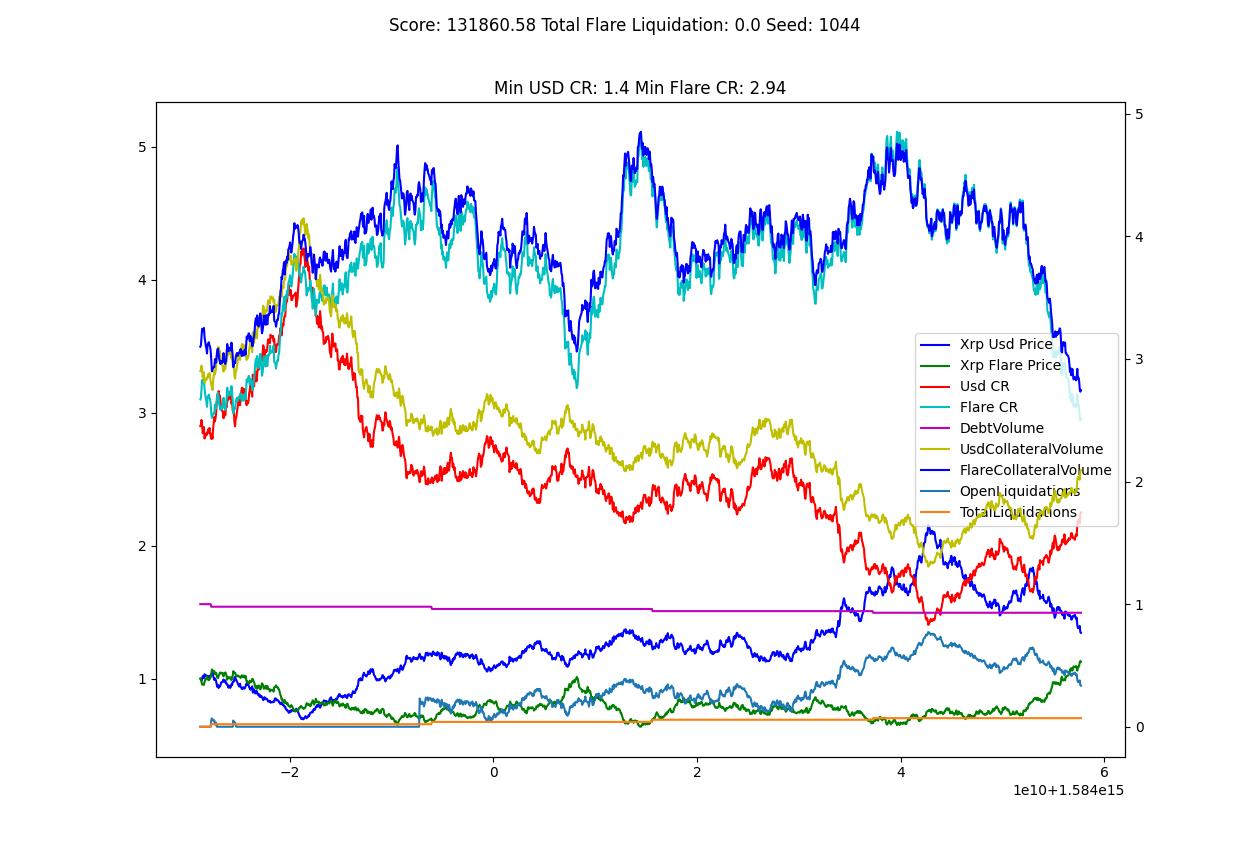 Score: 131860.58 Total Flare Liquidation: 0.0 Seed: 1044
Min USD CR: 1.4 Min Flare CR: 2.94
5
4
3
2
1
5
4
3
2
1
0
Xrp Usd Price
Xrp Flare Price
Usd CR
Flare CR
DebtVolume
UsdCollateralVolume
FlareCollateralVolume
OpenLiquidations
TotalLiquidations
−2
0
2
4
6
1e10+1.584e15